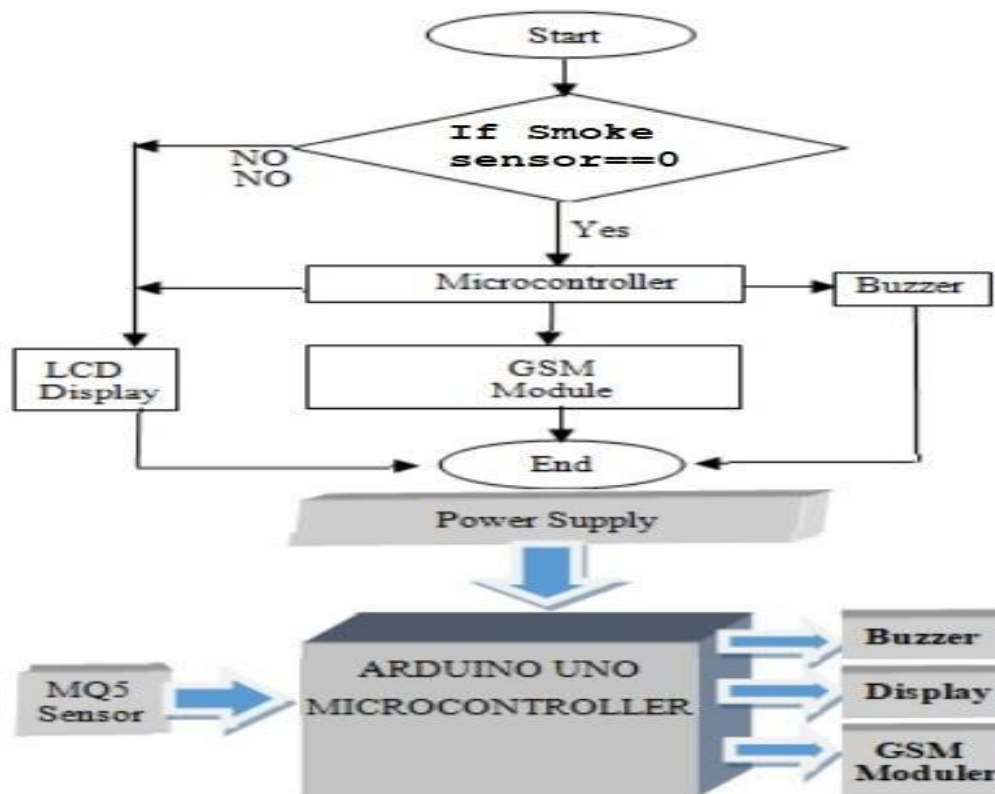 Start
If Smoke
sensor==0
NO
NO
Yes
Microcontroller
Buzzer
LCD
Display
GSM
Module
End
Power Supply
MQ5
Sensor
ARDUINO UNO
MICROCONTROLLER
Buzzer
Display
GSM
Moduler